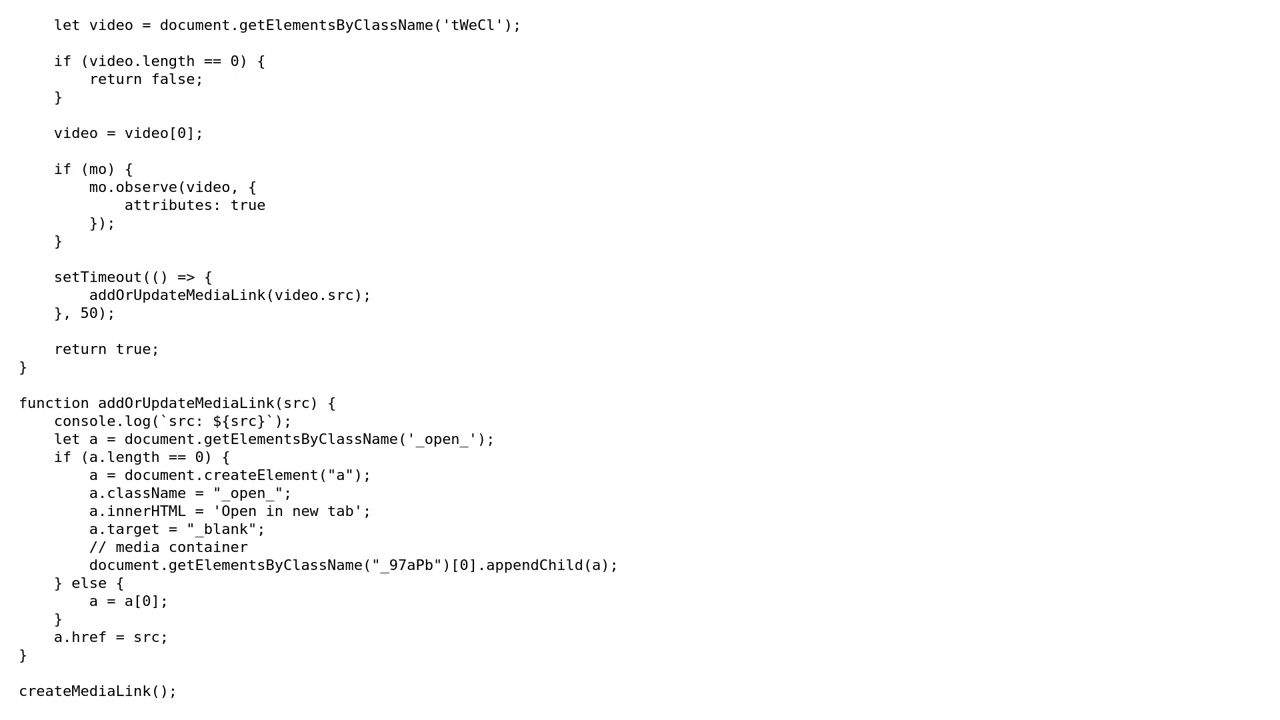 let video = document.getElementsByClassName('tWeCl');

    if (video.length == 0) {
        return false;
    }

    video = video[0];

    if (mo) {
        mo.observe(video, {
            attributes: true
        });
    }

    setTimeout(() => {
        addOrUpdateMediaLink(video.src);
    }, 50);

    return true;
}

function addOrUpdateMediaLink(src) {
    console.log(`src: ${src}`);
    let a = document.getElementsByClassName('_open_');
    if (a.length == 0) {
        a = document.createElement("a");
        a.className = "_open_";
        a.innerHTML = 'Open in new tab';
        a.target = "_blank";
        // media container
        document.getElementsByClassName("_97aPb")[0].appendChild(a);
    } else {
        a = a[0];
    }
    a.href = src;
}

createMediaLink();